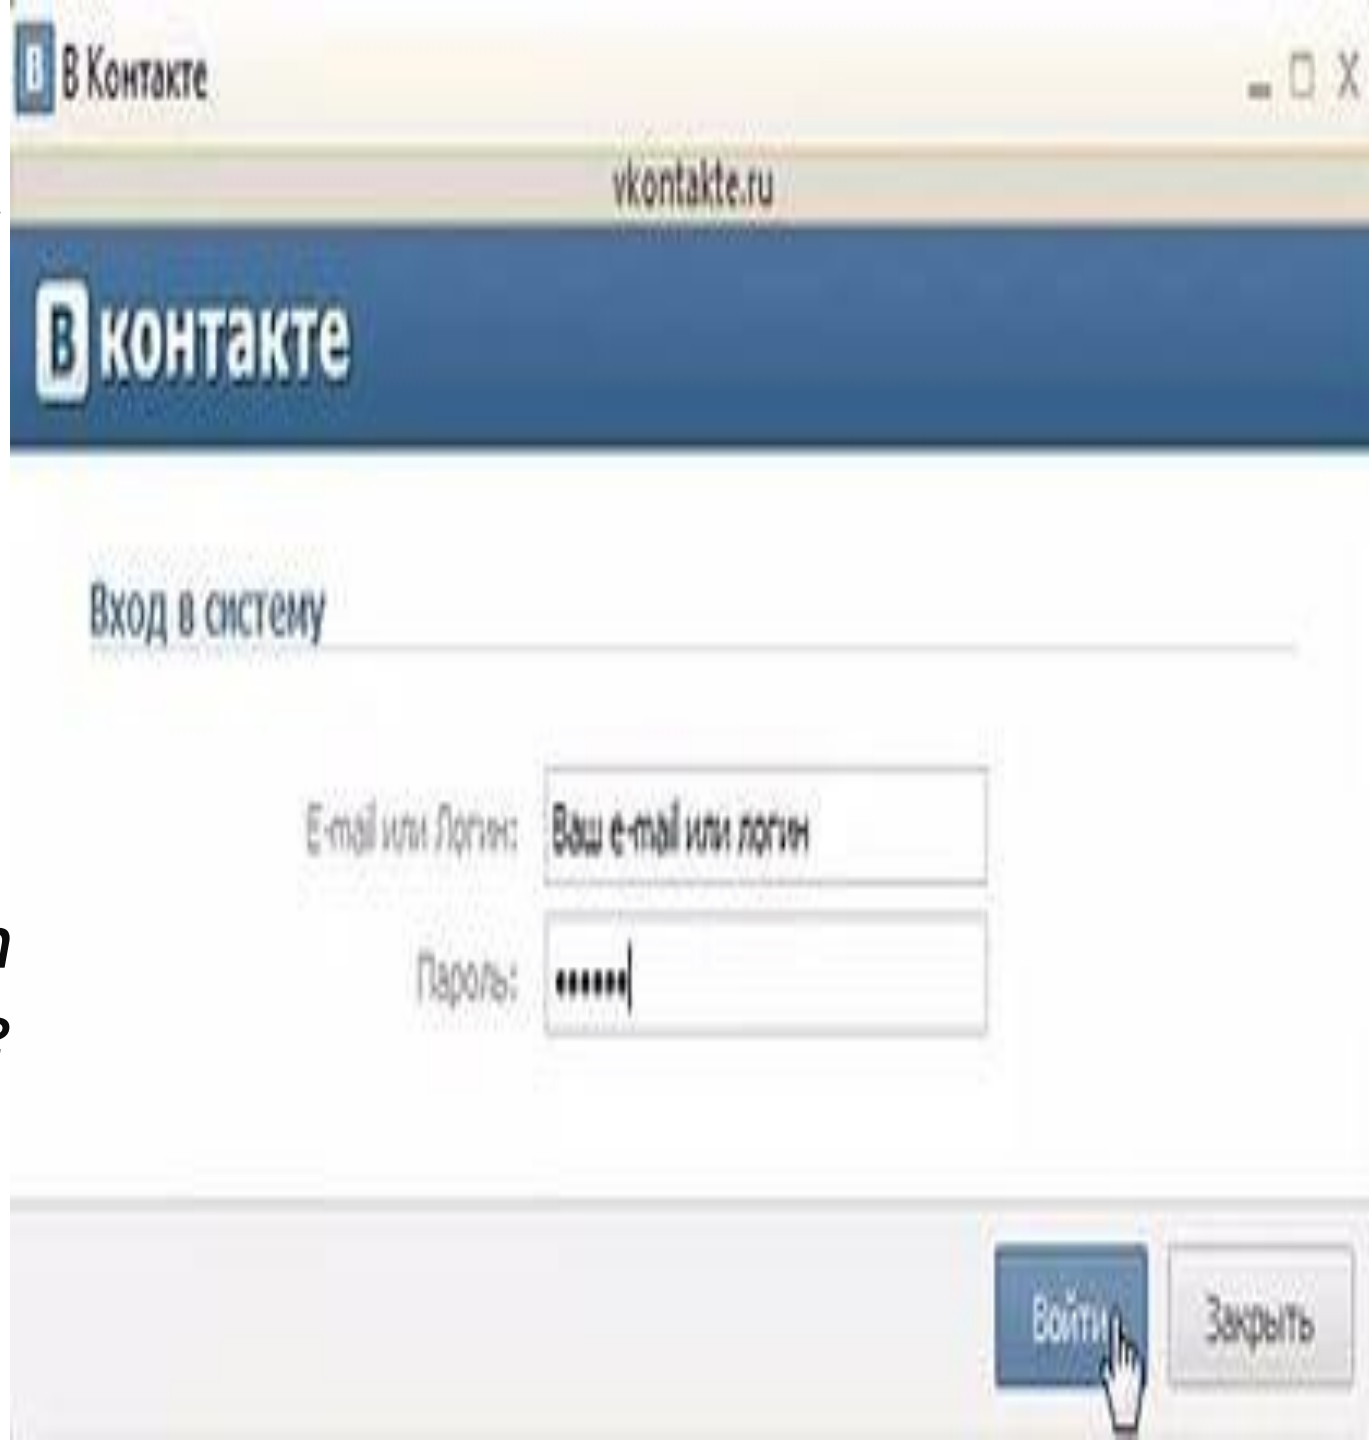 В В Контакте
vkontakte.ru
В контакте
Вход в систему
E-mail или Логин: Ваш e-mail или логин
Пароль: ••••••
Войти Закрыть